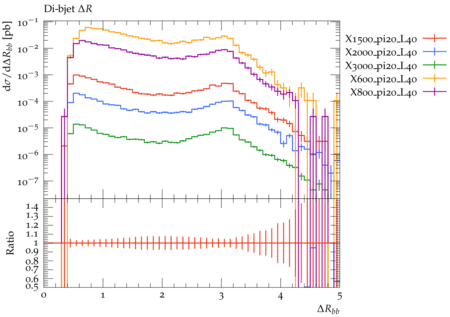 Di-bjet ΔR
dσ/dΔR_bb [pb]
10⁻¹
10⁻²
10⁻³
10⁻⁴
10⁻⁵
10⁻⁶
10⁻⁷
X1500_pi20_L40
X2000_pi20_L40
X3000_pi20_L40
X600_pi20_L40
X800_pi20_L40
Ratio
1.4
1.3
1.2
1.1
1
0.9
0.8
0.7
0.6
0.5
0 1 2 3 4 5
ΔR_bb